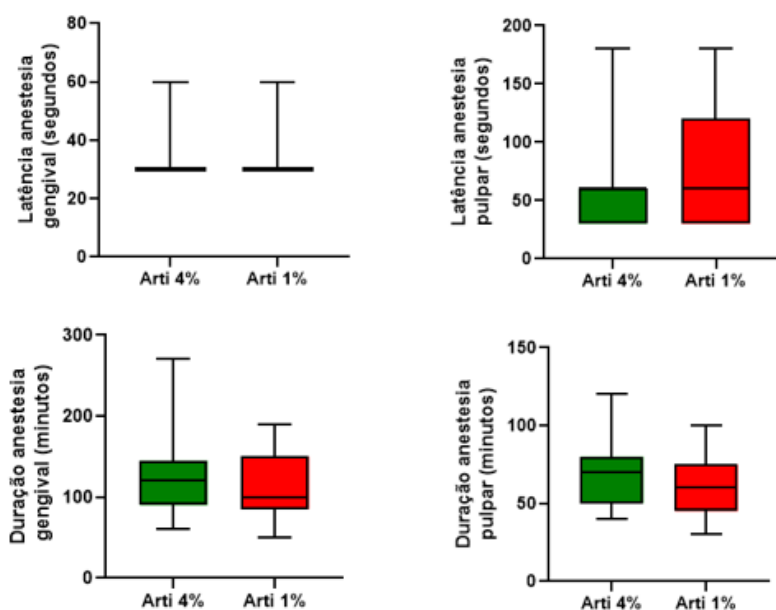 Latência anestesia
gengival (segundos)
80
60
40
20
0
Arti 4%
Arti 1%
Latência anestesia
pulpar (segundos)
200
150
100
50
0
Arti 4%
Arti 1%
Duração anestesia
gengival (minutos)
300
200
100
0
Arti 4%
Arti 1%
Duração anestesia
pulpar (minutos)
150
100
50
0
Arti 4%
Arti 1%